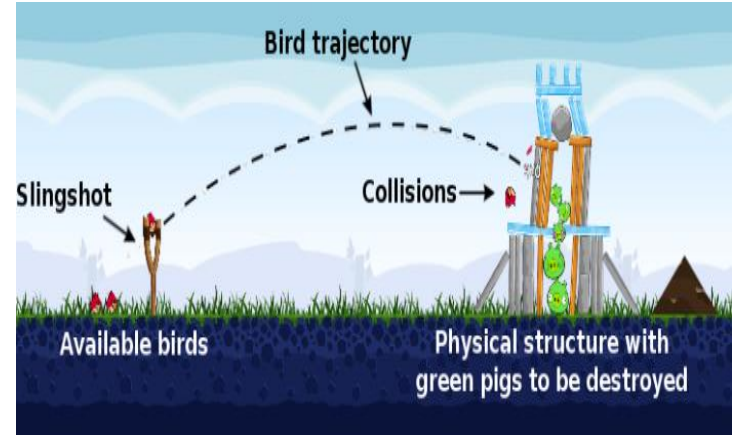 Bird trajectory
Slingshot
Collisions
Available birds
Physical structure with
green pigs to be destroyed